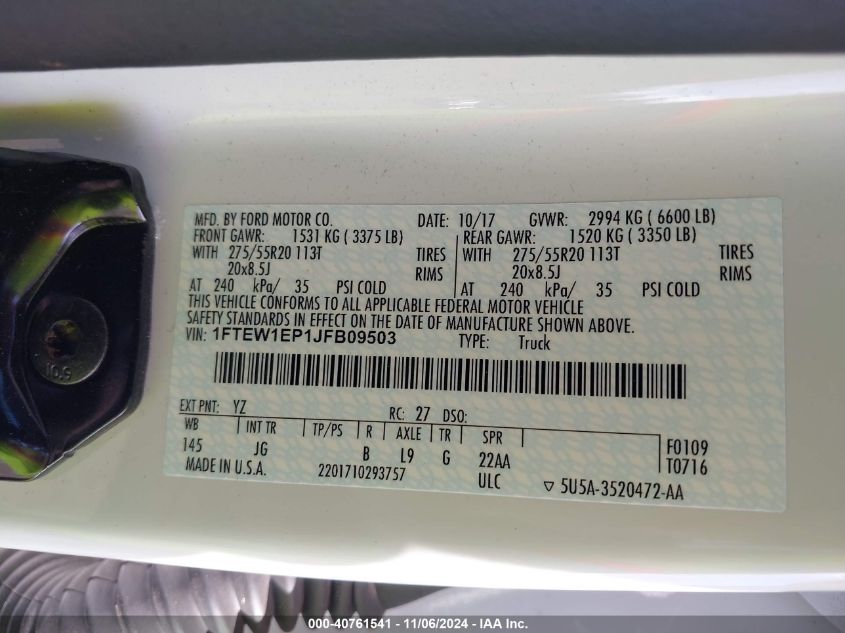 MFD. BY FORD MOTOR CO. DATE: 10/17 GVWR: 2994 KG ( 6600 LB)
FRONT GAWR: 1531 KG ( 3375 LB) REAR GAWR: 1520 KG ( 3350 LB)
WITH 275/55R20 113T TIRES WITH 275/55R20 113T TIRES
20x8.5J RIMS 20x8.5J RIMS
AT 240 kPa/ 35 PSI COLD AT 240 kPa/ 35 PSI COLD
THIS VEHICLE CONFORMS TO ALL APPLICABLE FEDERAL MOTOR VEHICLE
SAFETY STANDARDS IN EFFECT ON THE DATE OF MANUFACTURE SHOWN ABOVE.
VIN: 1FTEW1EP1JFB09503 TYPE: Truck
EXT PNT: YZ RC: 27 DSO:
WB INT TR TP/PS R AXLE TR SPR F0109
145 JG B L9 G 22AA T0716
MADE IN U.S.A. 2201710293757 ULC ▽ 5U5A-3520472-AA
10.9
000-40761541 - 11/06/2024 - IAA Inc.